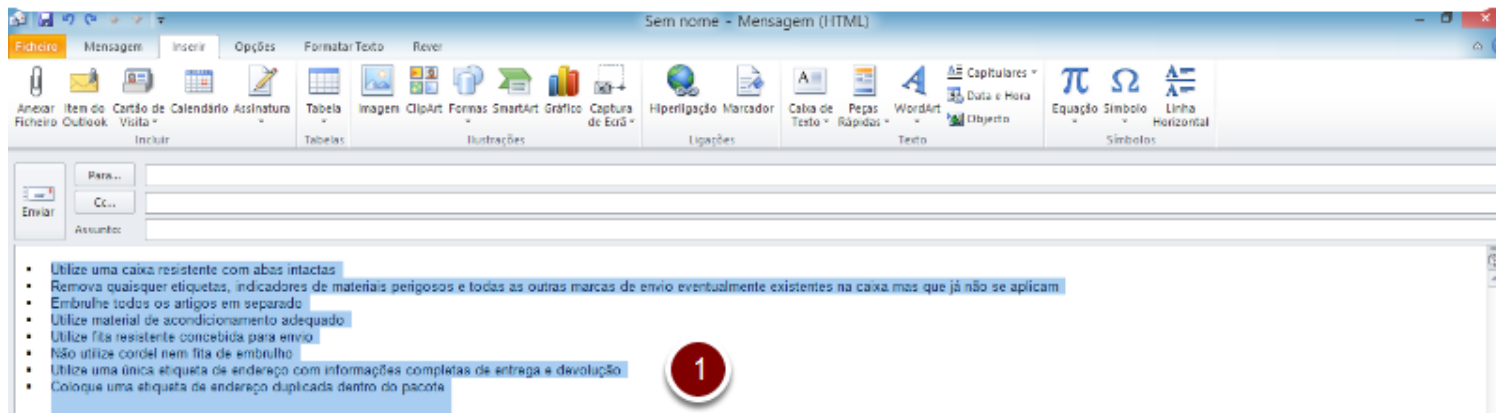 Sem nome - Mensagem (HTML)
Ficheiro Mensagem Inserir Opções Formatar Texto Rever
Anexar Ficheiro Item do Outlook Cartão de Visita Calendário Assinatura Tabela Imagem ClipArt Formas SmartArt Gráfico Captura de Ecrã Hiperligação Marcador Caixa de Texto Peças Rápidas WordArt Capitulares Data e Hora Objecto Equação Símbolo Linha Horizontal
Incluir Tabelas Ilustrações Ligações Texto Símbolos
Para...
Cc...
Enviar
Assunto:
Utilize uma caixa resistente com abas intactas
Remova quaisquer etiquetas, indicadores de materiais perigosos e todas as outras marcas de envio eventualmente existentes na caixa mas que já não se aplicam
Embrulhe todos os artigos em separado
Utilize material de acondicionamento adequado
Utilize fita resistente concebida para envio
Não utilize cordel nem fita de embrulho
Utilize uma única etiqueta de endereço com informações completas de entrega e devolução
Coloque uma etiqueta de endereço duplicada dentro do pacote
1